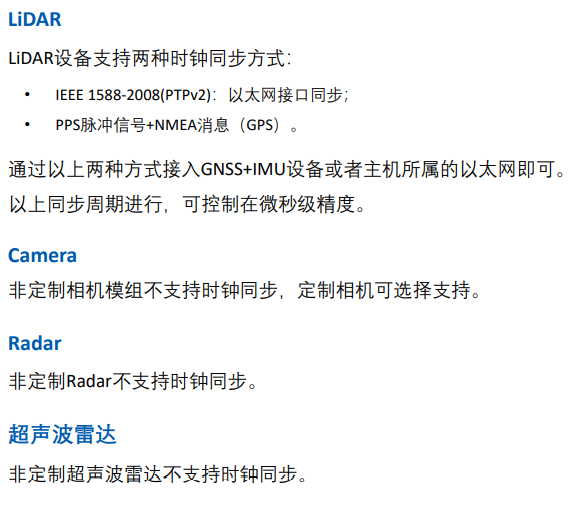 LiDAR
LiDAR设备支持两种时钟同步方式：
• IEEE 1588-2008(PTPv2)：以太网接口同步；
• PPS脉冲信号+NMEA消息（GPS）。
通过以上两种方式接入GNSS+IMU设备或者主机所属的以太网即可。
以上同步周期进行，可控制在微秒级精度。
Camera
非定制相机模组不支持时钟同步，定制相机可选择支持。
Radar
非定制Radar不支持时钟同步。
超声波雷达
非定制超声波雷达不支持时钟同步。